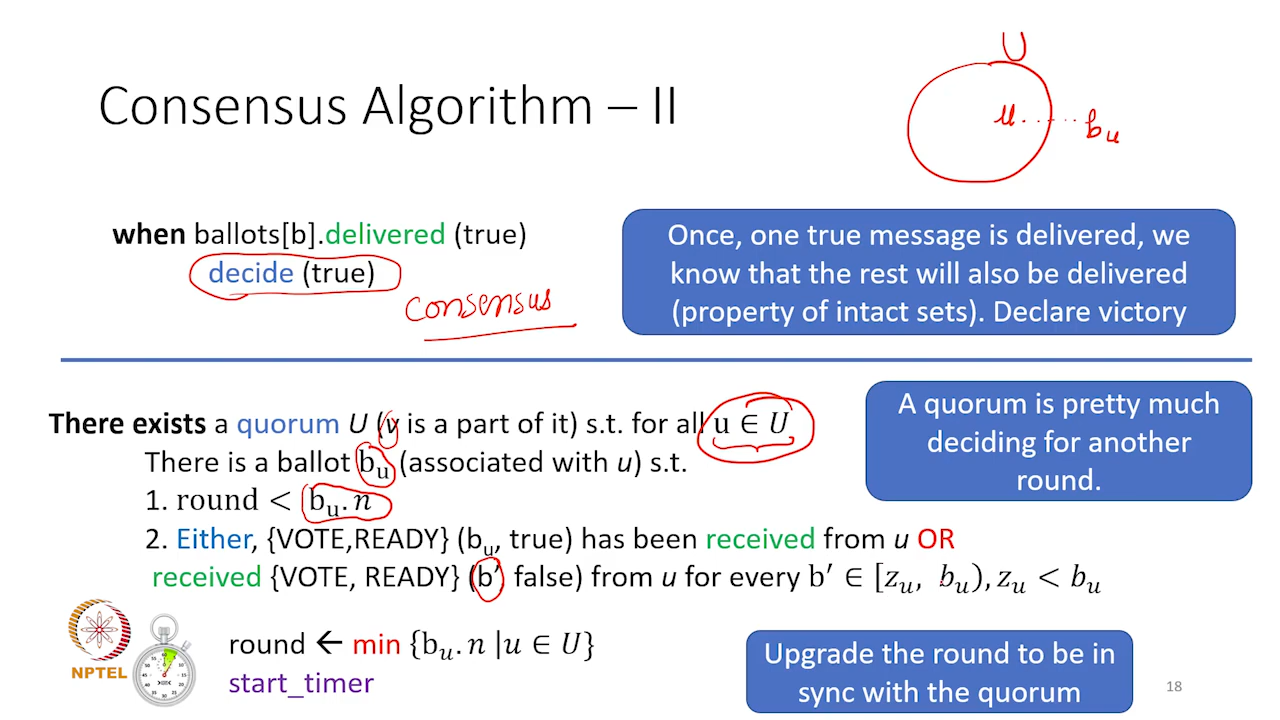 U
u ..... b_u
Consensus Algorithm – II
when ballots[b].delivered (true)
decide (true)
Consensus
Once, one true message is delivered, we
know that the rest will also be delivered
(property of intact sets). Declare victory
There exists a quorum U (v is a part of it) s.t. for all u ∈ U
There is a ballot b_u (associated with u) s.t.
1. round < b_u.n
2. Either, {VOTE,READY} (b_u, true) has been received from u OR
received {VOTE, READY} (b', false) from u for every b′ ∈ [z_u, b_u), z_u < b_u
A quorum is pretty much
deciding for another
round.
round ← min {b_u.n |u ∈ U}
start_timer
Upgrade the round to be in
sync with the quorum
NPTEL
18